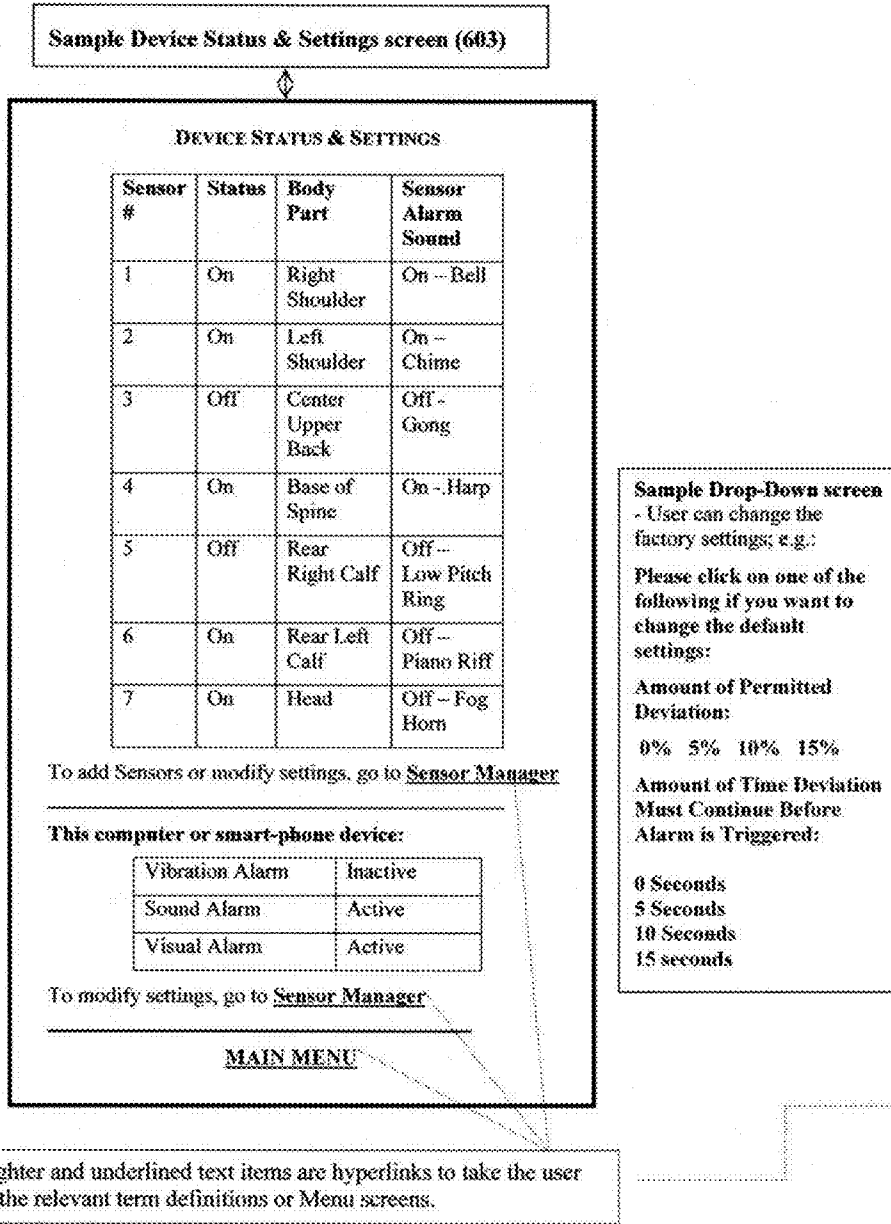 Sample Device Status & Settings screen (603)
DEVICE STATUS & SETTINGS
Sensor # Status Body Part Sensor Alarm Sound
1 On Right Shoulder On – Bell
2 On Left Shoulder On – Chime
3 Off Center Upper Back Off - Gong
4 On Base of Spine On -.Harp
5 Off Rear Right Calf Off – Low Pitch Ring
6 On Rear Left Calf Off – Piano Riff
7 On Head Off – Fog Horn
To add Sensors or modify settings, go to Sensor Manager
This computer or smart-phone device:
Vibration Alarm Inactive
Sound Alarm Active
Visual Alarm Active
To modify settings, go to Sensor Manager
MAIN MENU
Sample Drop-Down screen
- User can change the
factory settings; e.g.:
Please click on one of the
following if you want to
change the default
settings:
Amount of Permitted
Deviation:
0% 5% 10% 15%
Amount of Time Deviation
Must Continue Before
Alarm is Triggered:
0 Seconds
5 Seconds
10 Seconds
15 seconds
ghter and underlined text items are hyperlinks to take the user
the relevant term definitions or Menu screens.